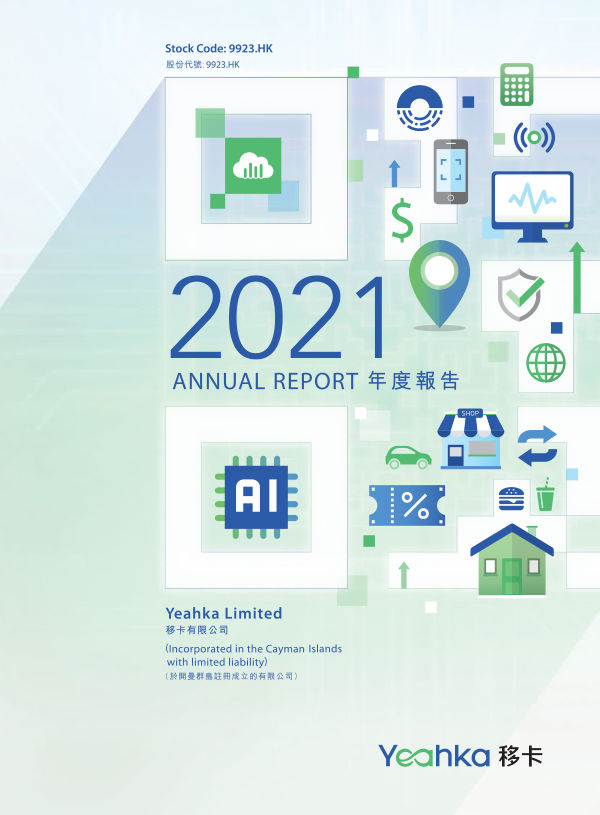 Stock Code: 9923.HK
股份代號: 9923.HK
2021
ANNUAL REPORT 年度報告
SHOP
$
%
AI
Yeahka Limited
移卡有限公司
(Incorporated in the Cayman Islands
with limited liability)
(於開曼群島註冊成立的有限公司)
Yeahka 移卡